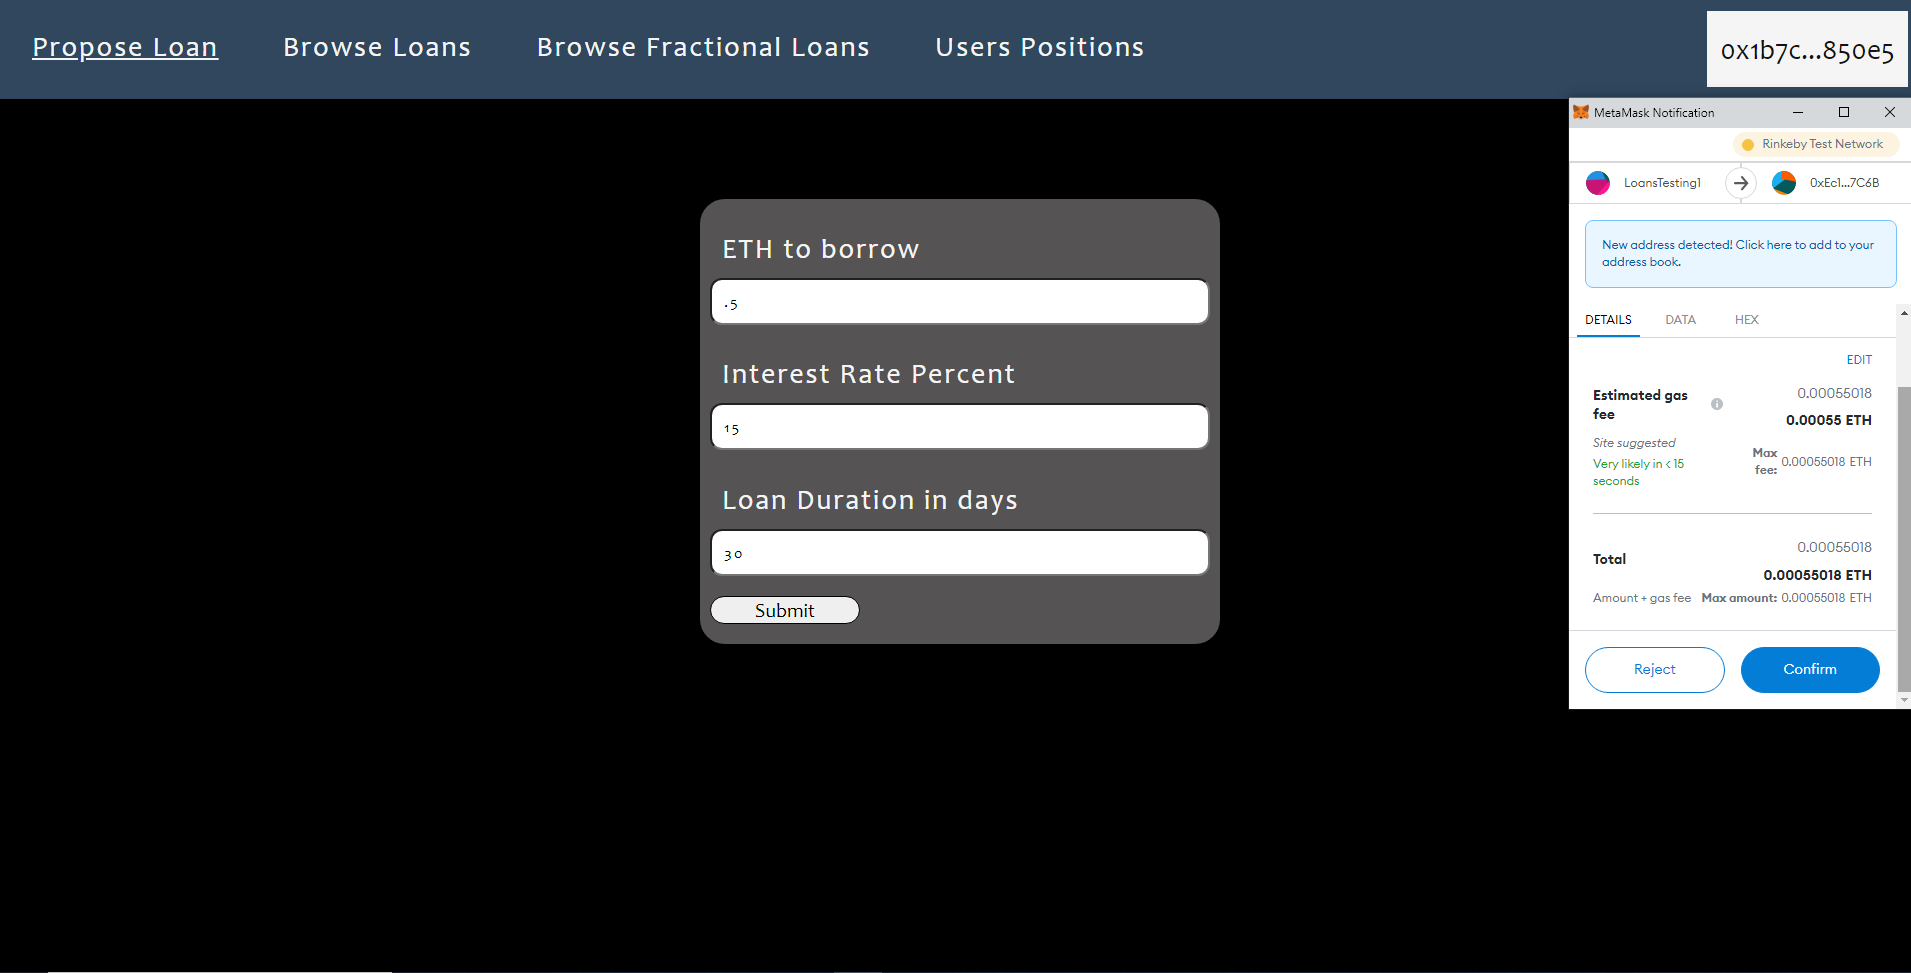 Propose Loan
Browse Loans
Browse Fractional Loans
Users Positions
0x1b7c...850e5
ETH to borrow
.5
Interest Rate Percent
15
Loan Duration in days
30
Submit
MetaMask Notification
Rinkeby Test Network
LoansTesting1
0xEc1...7C6B
New address detected! Click here to add to your
address book.
DETAILS
DATA
HEX
EDIT
Estimated gas
fee
0.00055018
0.00055 ETH
Site suggested
Very likely in < 15
seconds
Max
fee:
0.00055018 ETH
Total
0.00055018
0.00055018 ETH
Amount + gas fee
Max amount: 0.00055018 ETH
Reject
Confirm